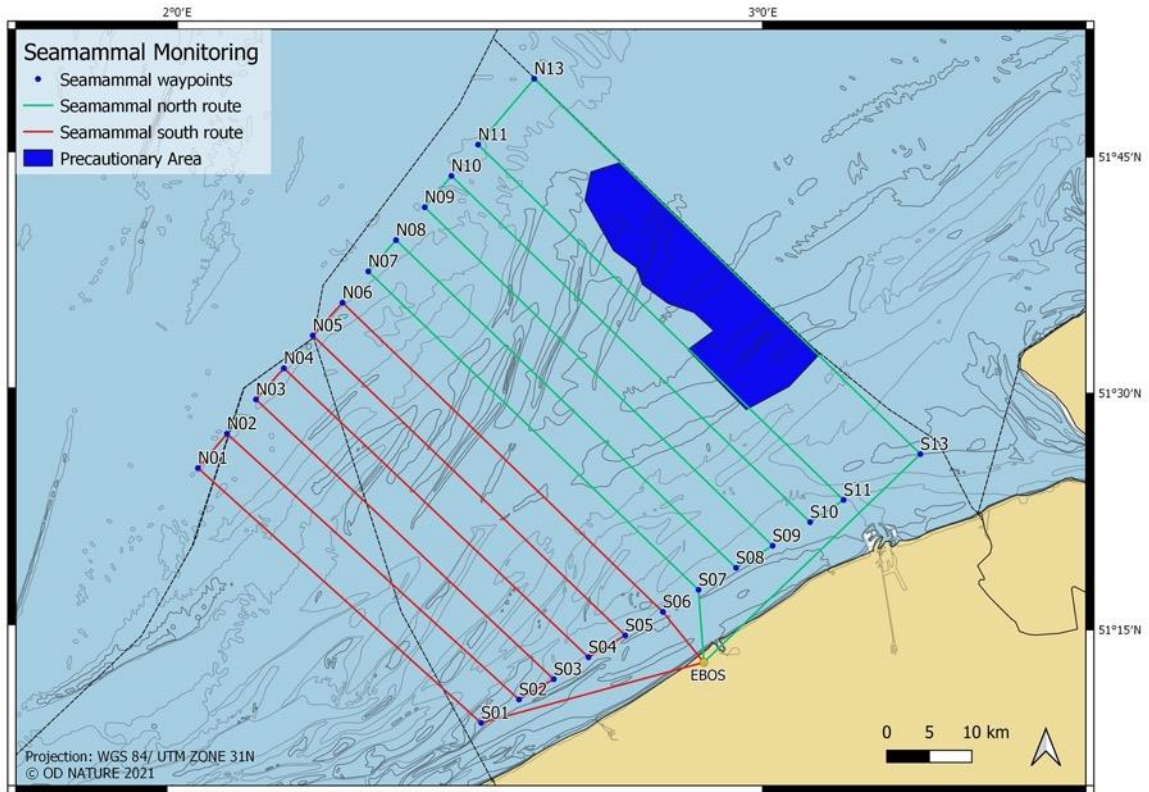 2°0'E
3°0'E
Seamammal Monitoring
Seamammal waypoints
Seamammal north route
Seamammal south route
Precautionary Area
N13
N11
51°45'N
N10
N09
N08
N07
N06
N05
N04
51°30'N
N03
N02
S13
N01
S11
S10
S09
S08
S07
S06
S05
51°15'N
S04
S03
EBOS
S02
S01
0 5 10 km
Projection: WGS 84/ UTM ZONE 31N
© OD NATURE 2021